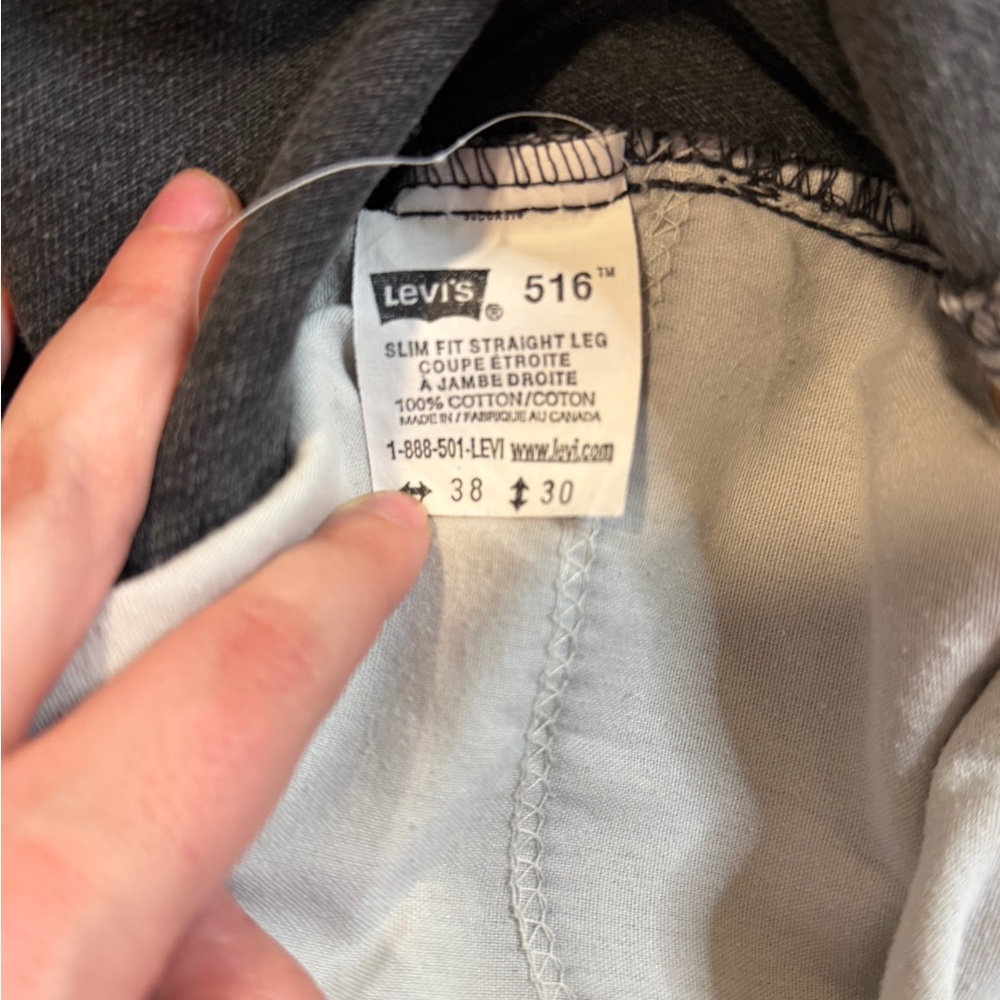 Levi's ® 516™
SLIM FIT STRAIGHT LEG
COUPE ÉTROITE
À JAMBE DROITE
100% COTTON/COTON
MADE IN / FABRIQUE AU CANADA
1-888-501-LEVI www.levi.com
↔ 38 ↕ 30